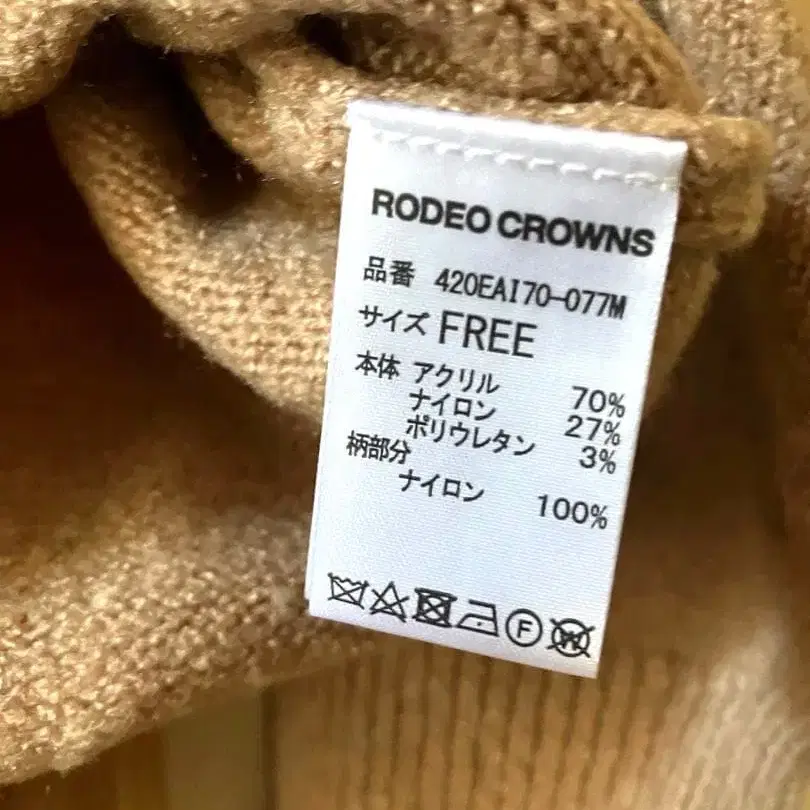 RODEO CROWNS
品番 420EAI70-077M
サイズ FREE
本体 アクリル 70%
ナイロン 27%
ポリウレタン 3%
柄部分
ナイロン 100%
F W